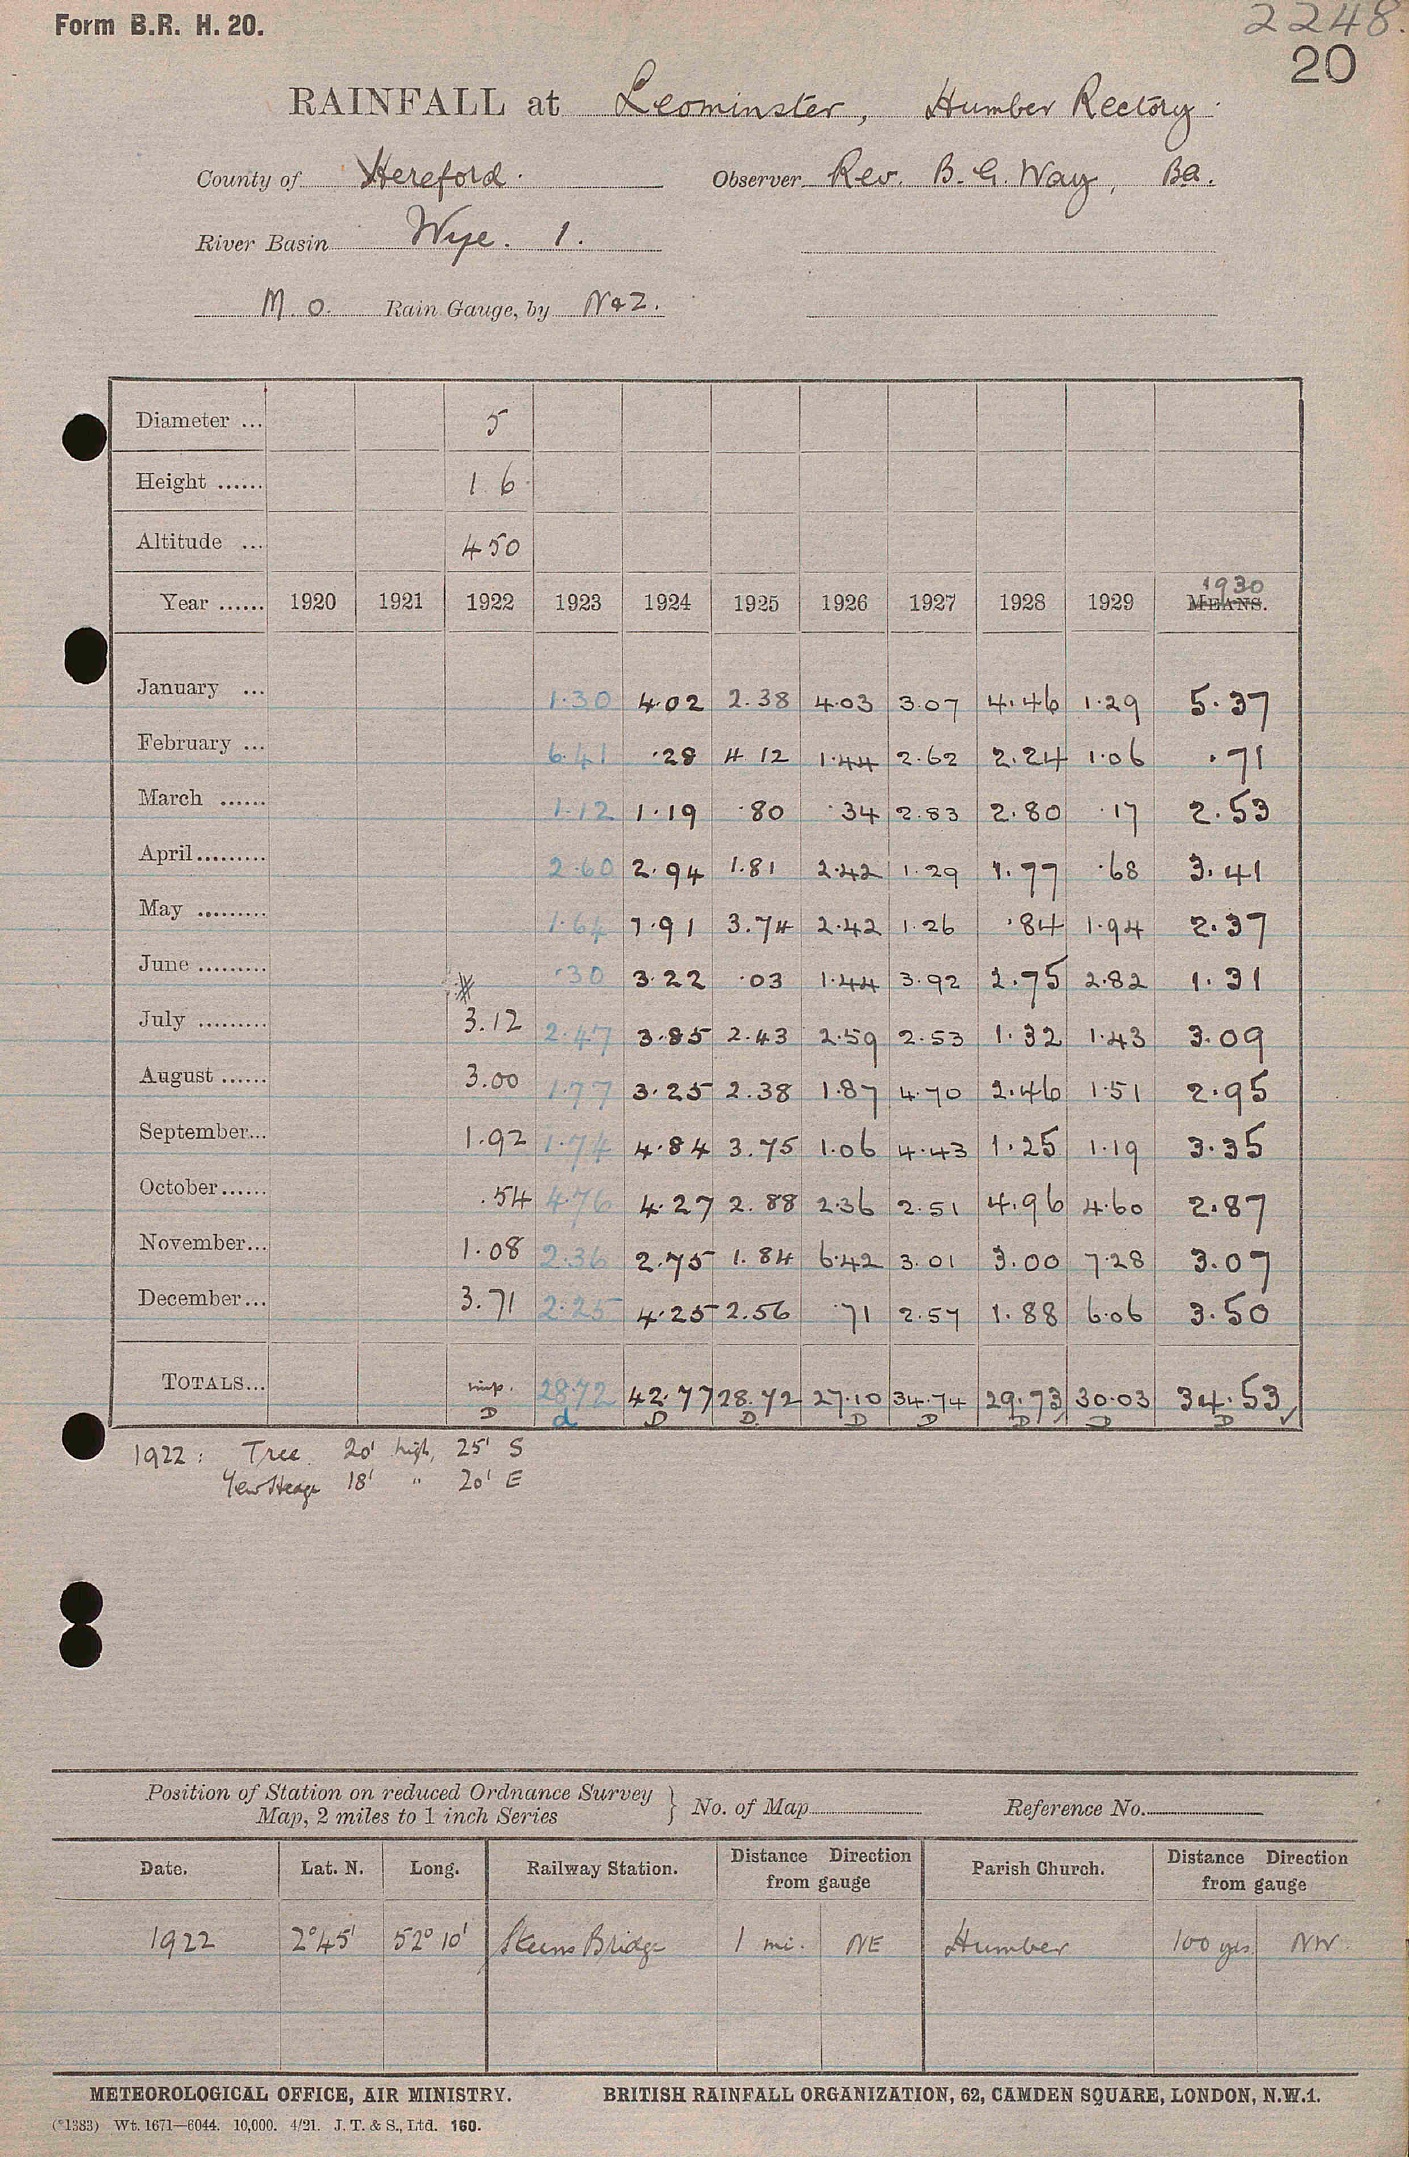 Form B.R. H. 20.
2248.
20
RAINFALL at Leominster, Humber Rectory.
County of Hereford. Observer Rev. B. G. Way, Ba.
River Basin Wye. 1.
M. O. Rain Gauge, by N&Z.
Diameter ... 5
Height ...... 1 6
Altitude ... 450
1930
Year ...... 1920 1921 1922 1923 1924 1925 1926 1927 1928 1929 MEANS.
January ... 1.30 4.02 2.38 4.03 3.07 4.46 1.29 5.37
February ... 6.41 .28 4 12 1.44 2.62 2.24 1.06 .71
March ...... 1.12 1.19 .80 .34 2.83 2.80 .17 2.53
April......... 2.60 2.94 1.81 2.42 1.29 1.77 .68 3.41
May ......... 1.64 7.91 3.74 2.42 1.26 .84 1.94 2.37
June ......... .30 3.22 .03 1.44 3.92 2.75 2.82 1.31
July ......... 3.12 2.47 3.85 2.43 2.59 2.53 1.32 1.43 3.09
August ...... 3.00 1.77 3.25 2.38 1.87 4.70 2.46 1.51 2.95
September... 1.92 1.74 4.84 3.75 1.06 4.43 1.25 1.19 3.35
October...... .54 4.76 4.27 2.88 2.36 2.51 4.96 4.60 2.87
November... 1.08 2.36 2.75 1.84 6.42 3.01 3.00 7.28 3.07
December... 3.71 2.25 4.25 2.56 .71 2.57 1.88 6.06 3.50
TOTALS... imp. 28.72 42.77 28.72 27.10 34.74 29.73 30.03 34.53
D d D D D D D D D
1922: Tree 20' high, 25' S
Yew Hedge 18' " 20' E
Position of Station on reduced Ordnance Survey
Map, 2 miles to 1 inch Series } No. of Map Reference No.
Date. Lat. N. Long. Railway Station. Distance Direction from gauge Parish Church. Distance Direction from gauge
1922 2°45' 52°10' Steens Bridge 1 mi. NE Humber 100 yds NW.
METEOROLOGICAL OFFICE, AIR MINISTRY. BRITISH RAINFALL ORGANIZATION, 62, CAMDEN SQUARE, LONDON, N.W.1.
(*1383) Wt. 1671—6044. 10,000. 4/21. J. T. & S., Ltd. 160.